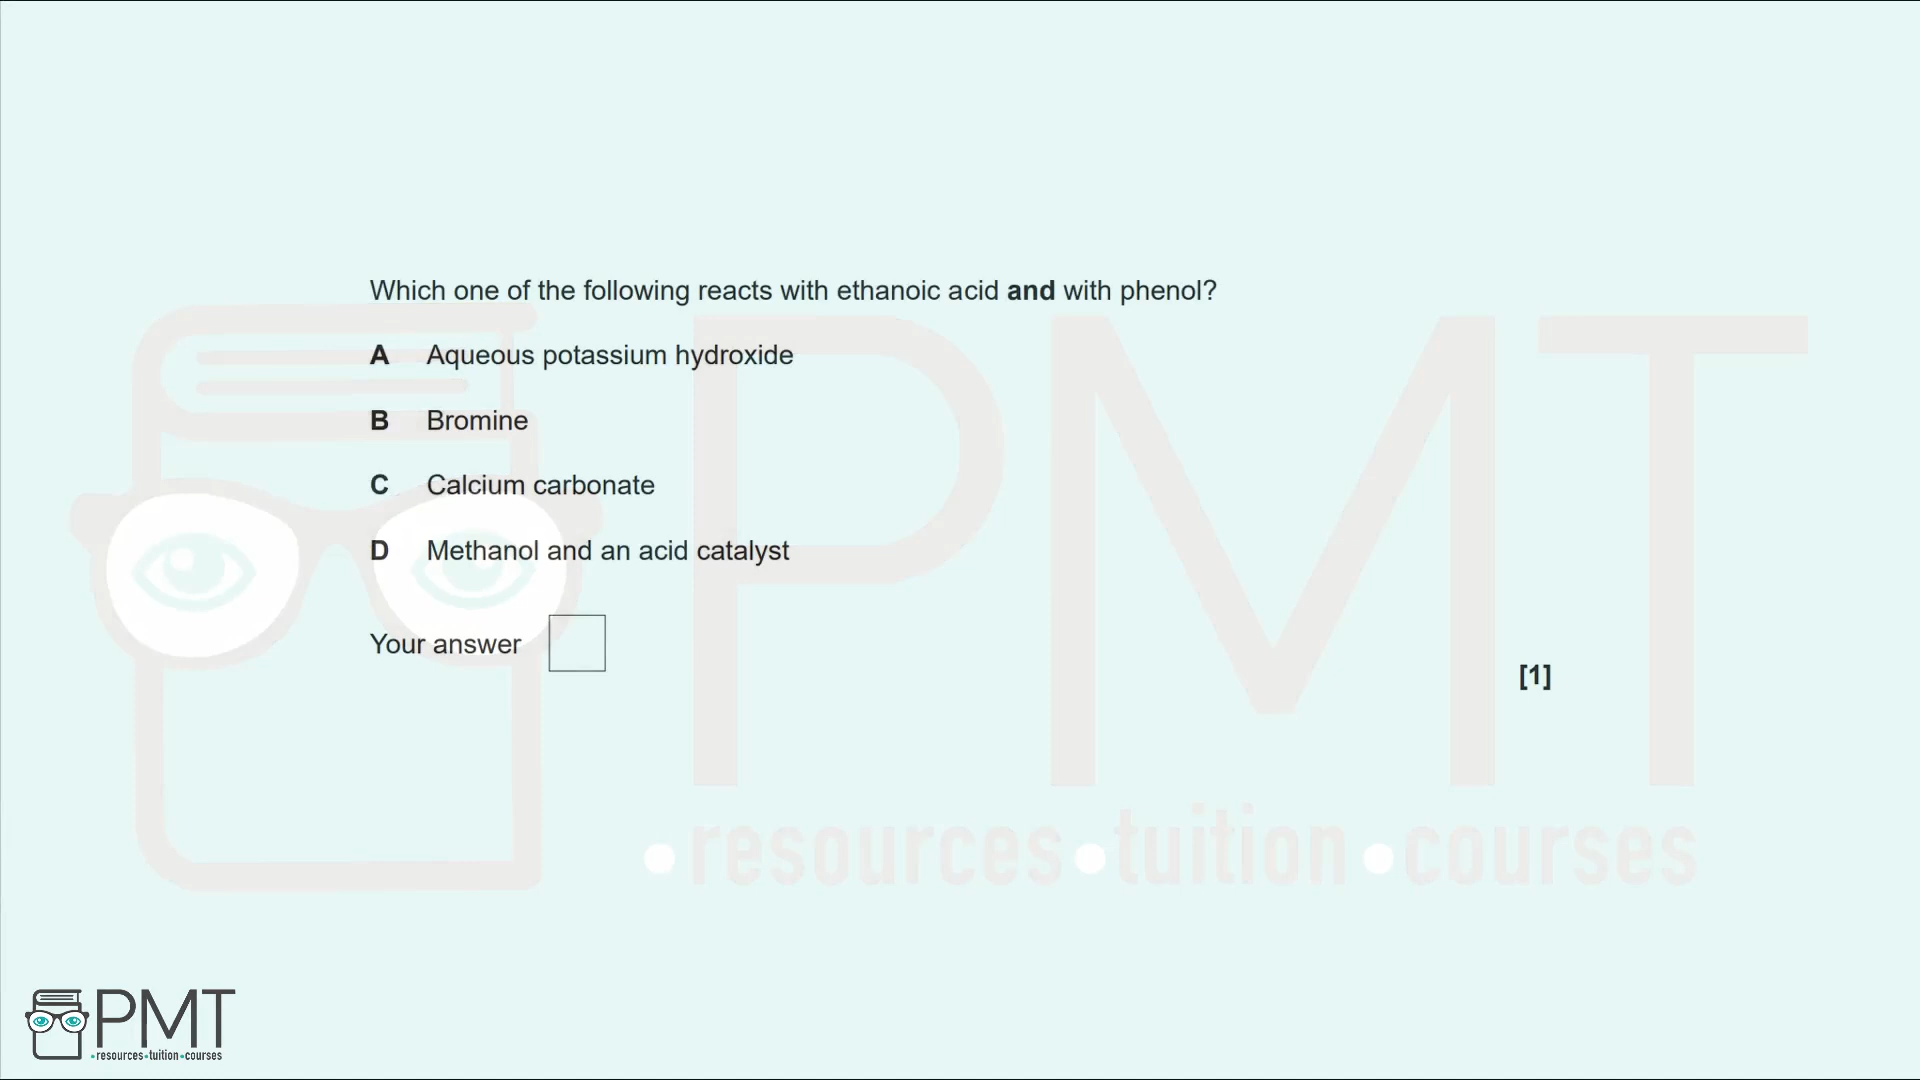 Which one of the following reacts with ethanoic acid and with phenol?
A Aqueous potassium hydroxide
B Bromine
C Calcium carbonate
D Methanol and an acid catalyst
Your answer
[1]
PMT
•resources•tuition•courses
PMT
•resources•tuition•courses